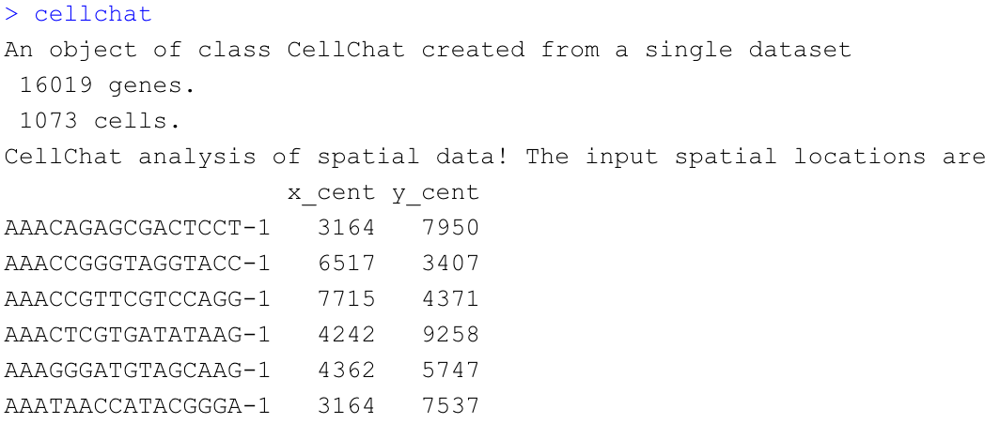 > cellchat
An object of class CellChat created from a single dataset
 16019 genes.
 1073 cells.
CellChat analysis of spatial data! The input spatial locations are
                   x_cent y_cent
AAACAGAGCGACTCCT-1   3164   7950
AAACCGGGTAGGTACC-1   6517   3407
AAACCGTTCGTCCAGG-1   7715   4371
AAACTCGTGATATAAG-1   4242   9258
AAAGGGATGTAGCAAG-1   4362   5747
AAATAACCATACGGGA-1   3164   7537